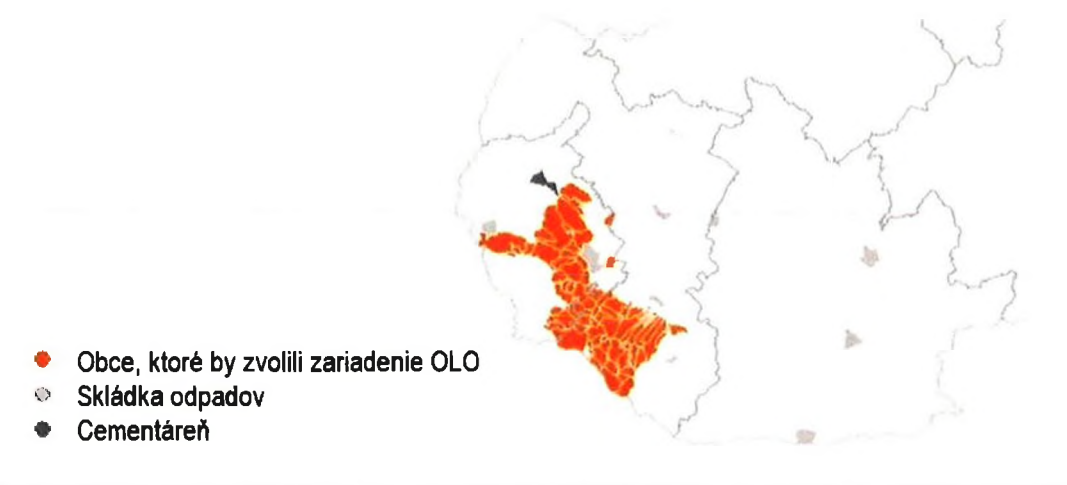 Obce, ktoré by zvolili zariadenie OLO
Skládka odpadov
Cementáreň